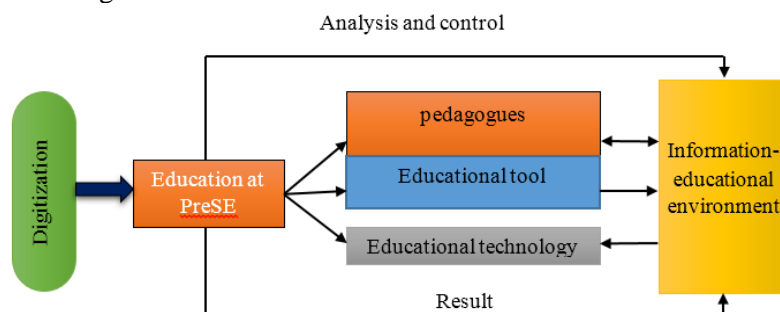 Analysis and control
Digitization
Education at
PreSE
pedagogues
Educational tool
Educational technology
Information-
educational
environment
Result